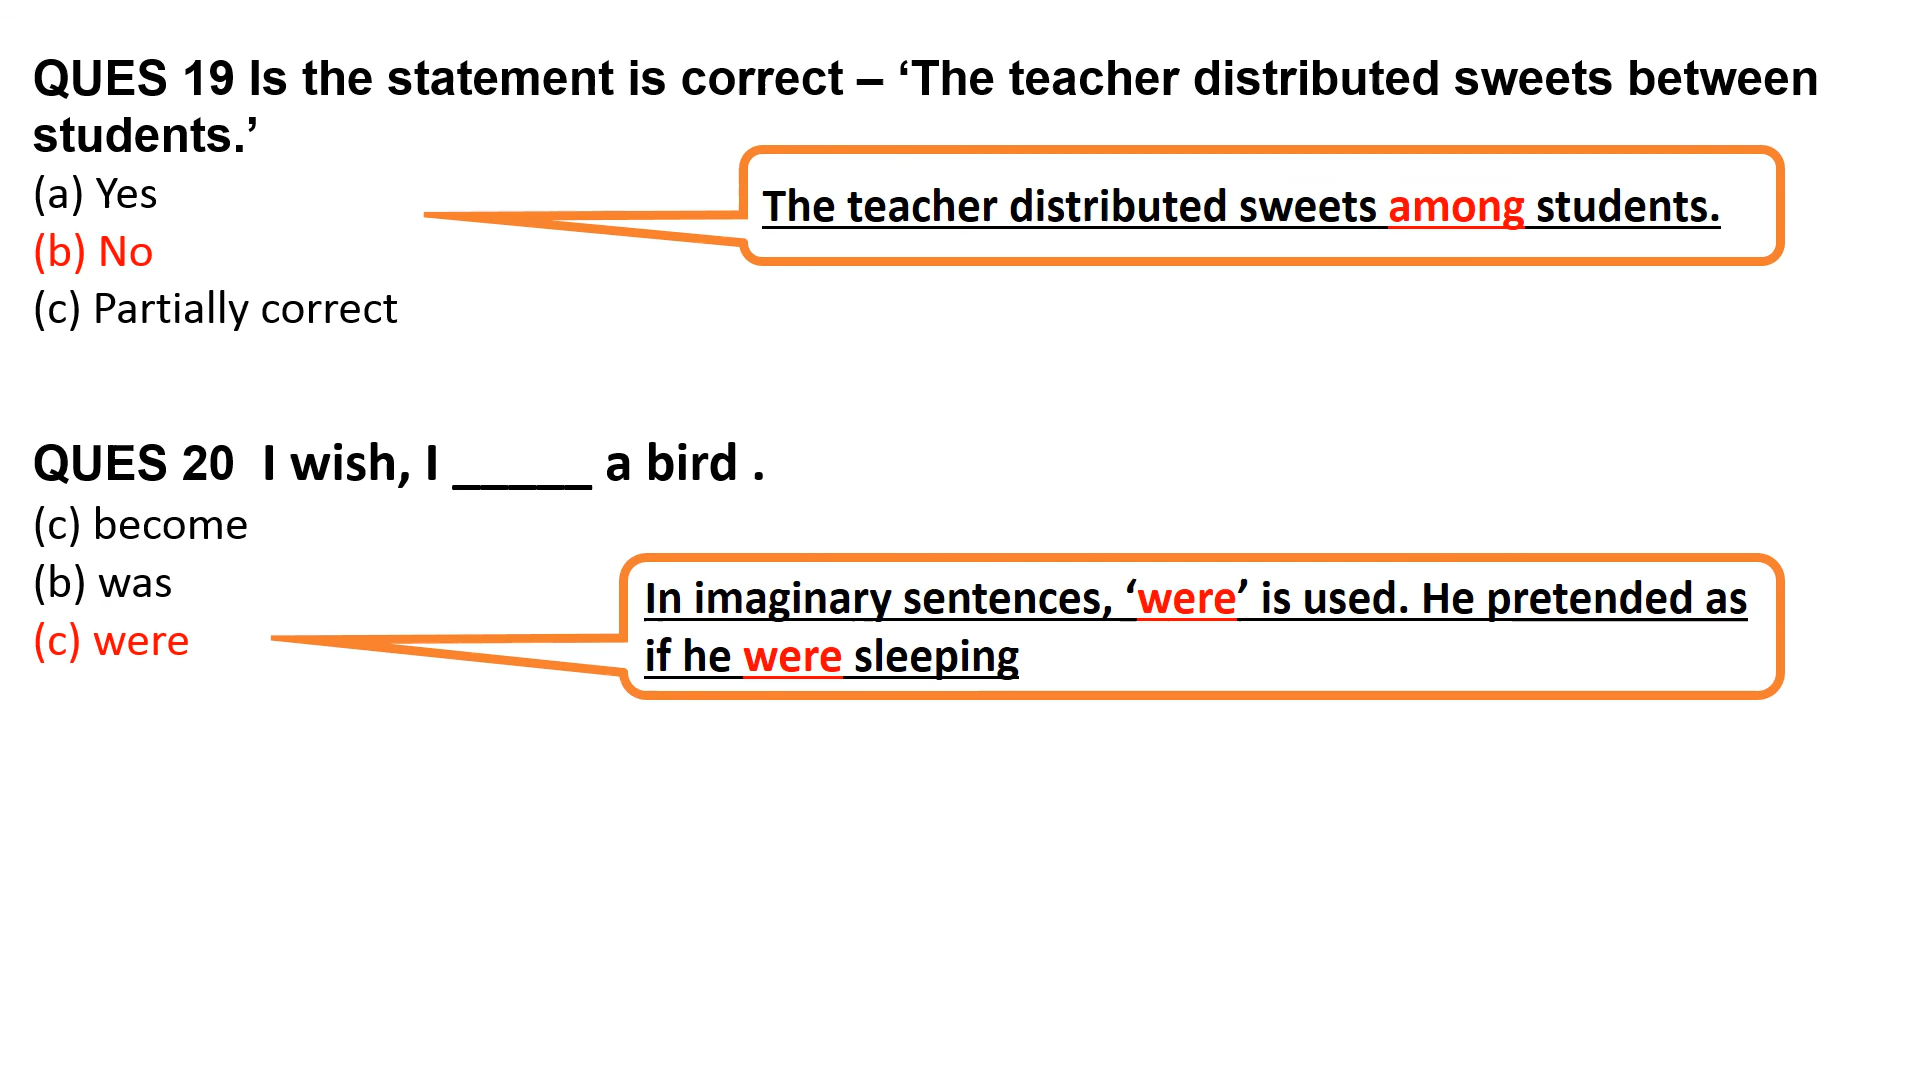 QUES 19 Is the statement is correct – ‘The teacher distributed sweets between
students.’
(a) Yes
(b) No
(c) Partially correct
The teacher distributed sweets among students.
QUES 20 I wish, I _____ a bird .
(c) become
(b) was
(c) were
In imaginary sentences, ‘were’ is used. He pretended as
if he were sleeping